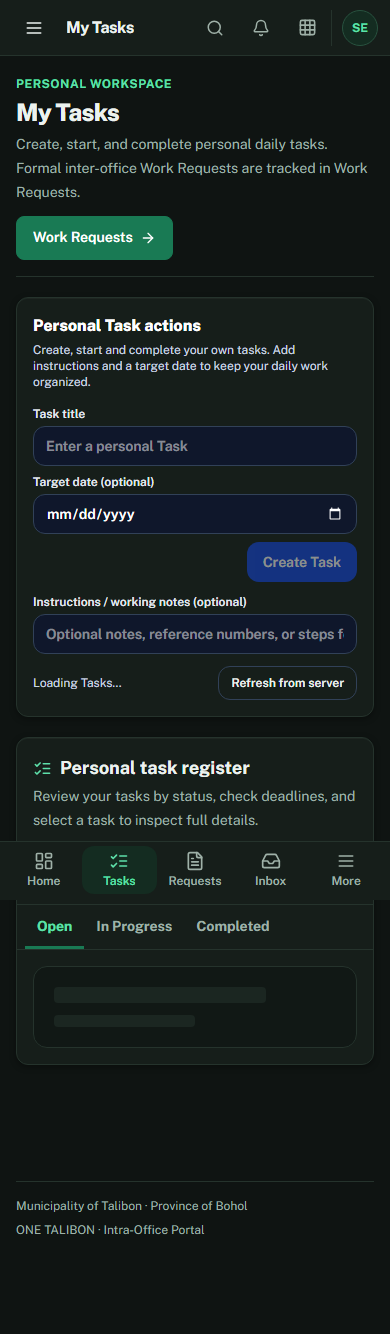 My Tasks
SE
PERSONAL WORKSPACE
My Tasks
Create, start, and complete personal daily tasks.
Formal inter-office Work Requests are tracked in Work
Requests.
Work Requests
Personal Task actions
Create, start and complete your own tasks. Add
instructions and a target date to keep your daily work
organized.
Task title
Enter a personal Task
Target date (optional)
mm/dd/yyyy
Create Task
Instructions / working notes (optional)
Optional notes, reference numbers, or steps f
Loading Tasks...
Refresh from server
Personal task register
Review your tasks by status, check deadlines, and
select a task to inspect full details.
Home
Tasks
Requests
Inbox
More
Open
In Progress
Completed
Municipality of Talibon · Province of Bohol
ONE TALIBON · Intra-Office Portal